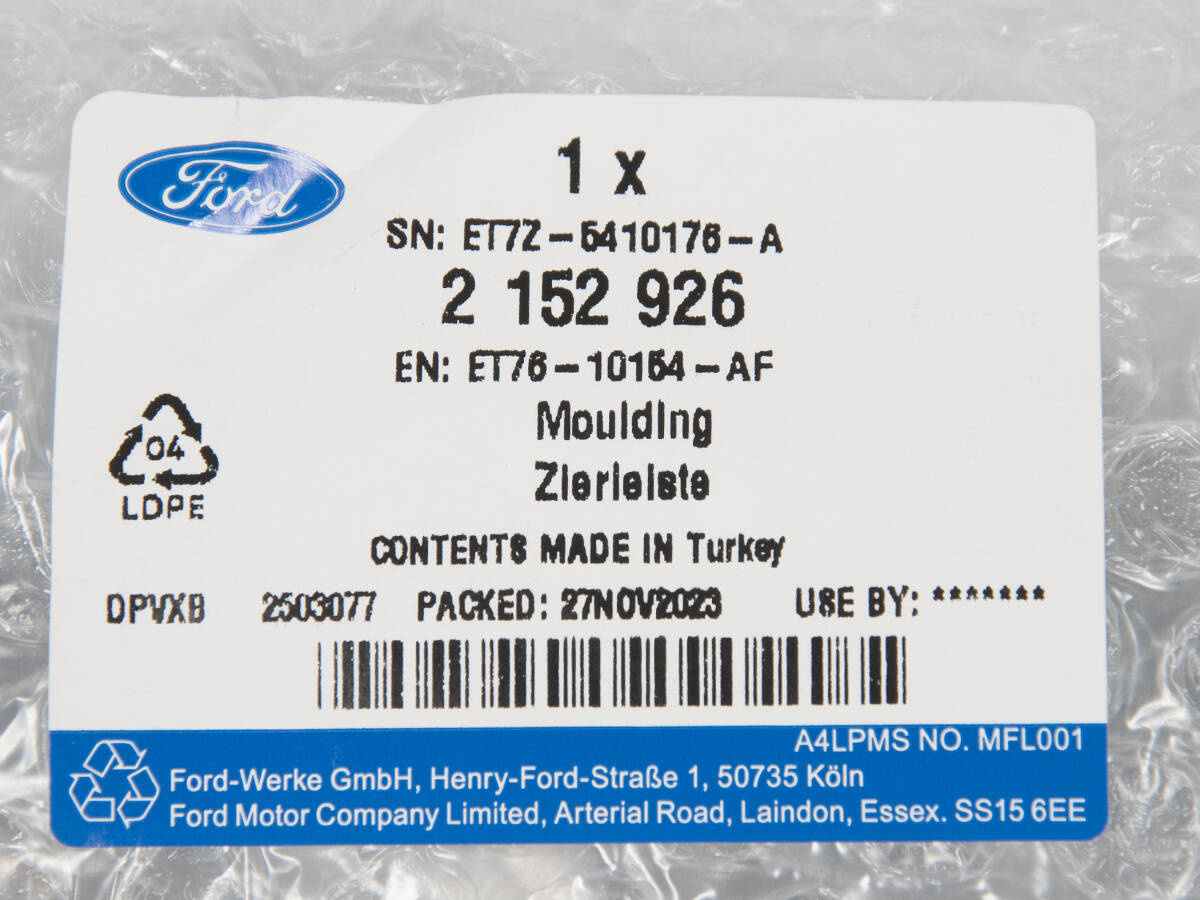 Ford
1 x
SN: ET7Z-5410176-A
2 152 926
EN: ET76-10154-AF
Moulding
Zierleiste
04
LDPE
CONTENTS MADE IN Turkey
DPVXB 2503077 PACKED: 27NOV2023 USE BY: *******
A4LPMS NO. MFL001
Ford-Werke GmbH, Henry-Ford-Straße 1, 50735 Köln
Ford Motor Company Limited, Arterial Road, Laindon, Essex. SS15 6EE